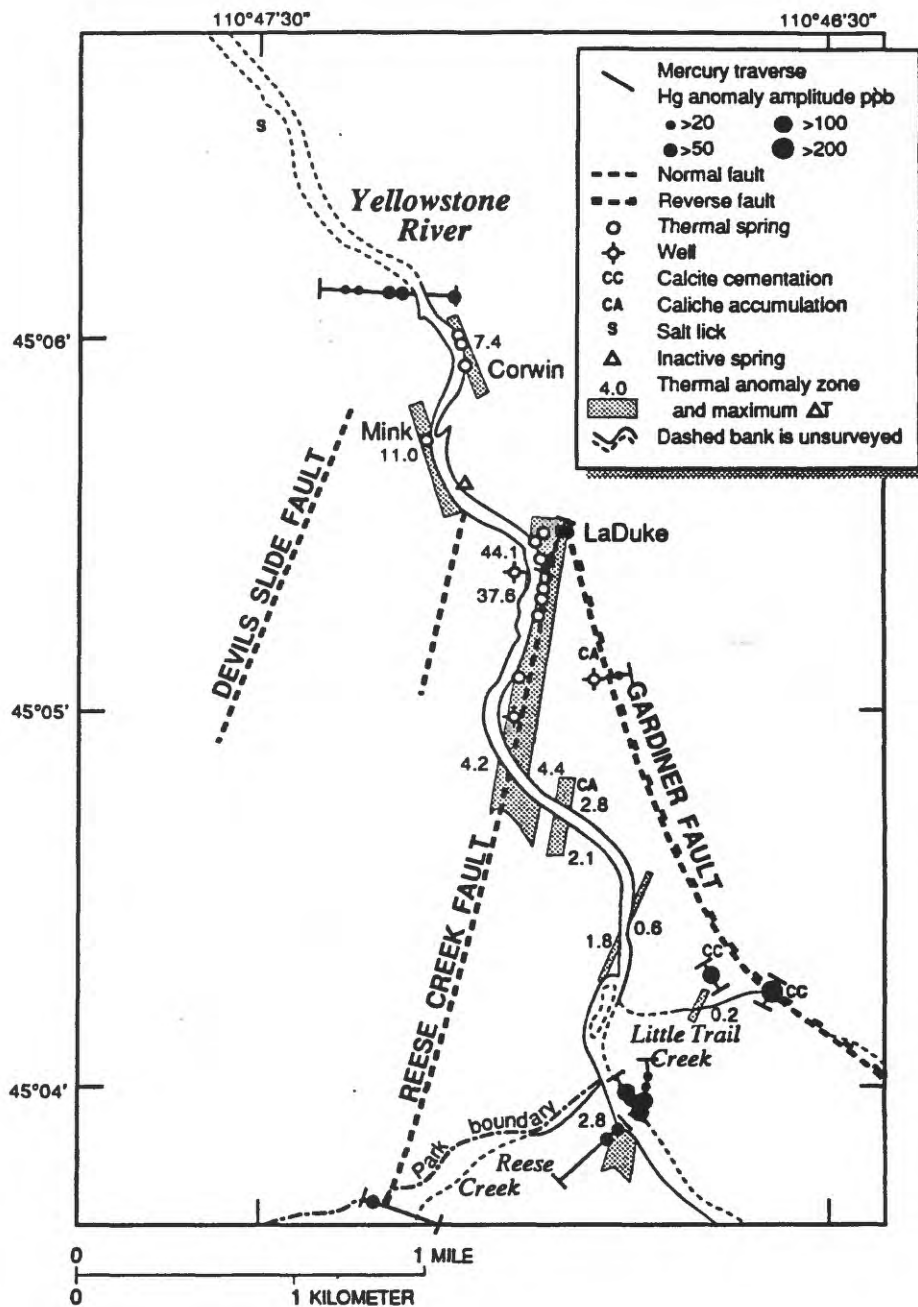 110°47'30"
110°46'30"
Mercury traverse
Hg anomaly amplitude ppb
>20 >100
>50 >200
Normal fault
Reverse fault
Thermal spring
Well
CC Calcite cementation
CA Caliche accumulation
S Salt lick
Inactive spring
4.0 Thermal anomaly zone
and maximum ΔT
Dashed bank is unsurveyed
S
Yellowstone
River
45°06'
7.4
Corwin
Mink
11.0
LaDuke
44.1
37.6
DEVILS SLIDE FAULT
CA
GARDINER FAULT
45°05'
4.2
4.4
CA
2.8
2.1
REESE CREEK FAULT
0.6
1.8
CC
CC
0.2
Little Trail
Creek
45°04'
Park boundary
2.8
Reese
Creek
0 1 MILE
0 1 KILOMETER